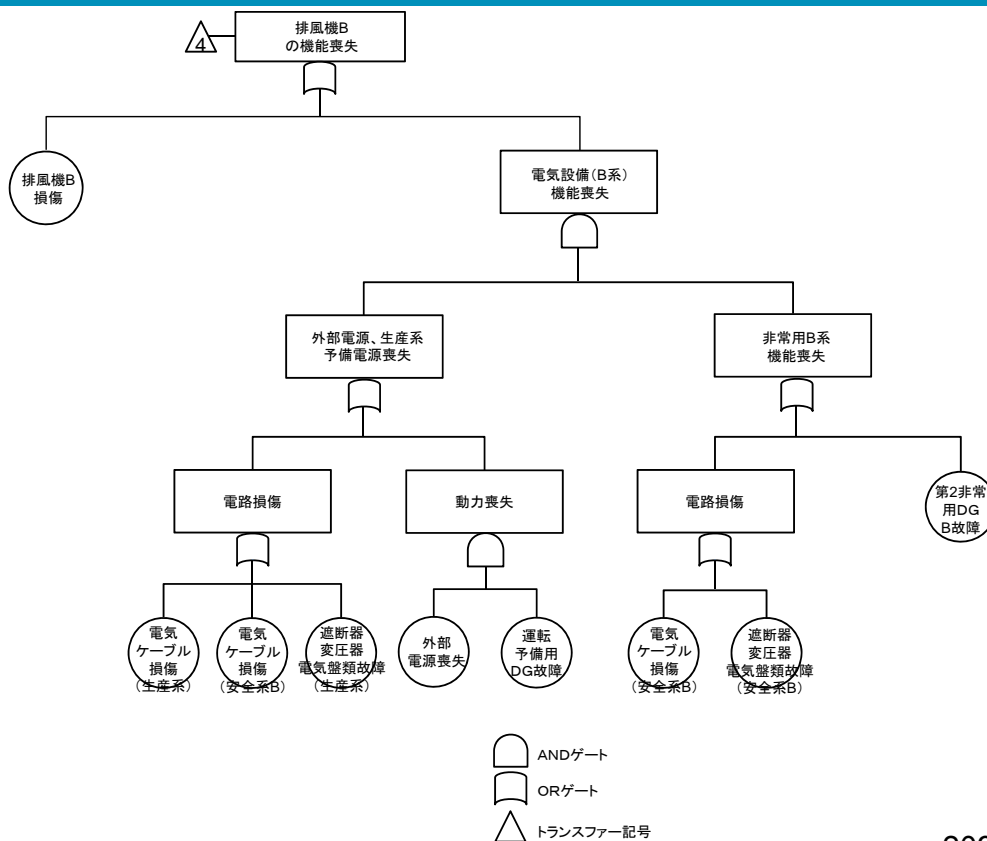 排風機B
の機能喪失
4
排風機B
損傷
電気設備(B系)
機能喪失
外部電源、生産系
予備電源喪失
非常用B系
機能喪失
電路損傷
動力喪失
電路損傷
第2非常
用DG
B故障
電気
ケーブル
損傷
(生産系)
電気
ケーブル
損傷
(安全系B)
遮断器
変圧器
電気盤類故障
(生産系)
外部
電源喪失
運転
予備用
DG故障
電気
ケーブル
損傷
(安全系B)
遮断器
変圧器
電気盤類故障
(安全系B)
ANDゲート
ORゲート
トランスファー記号